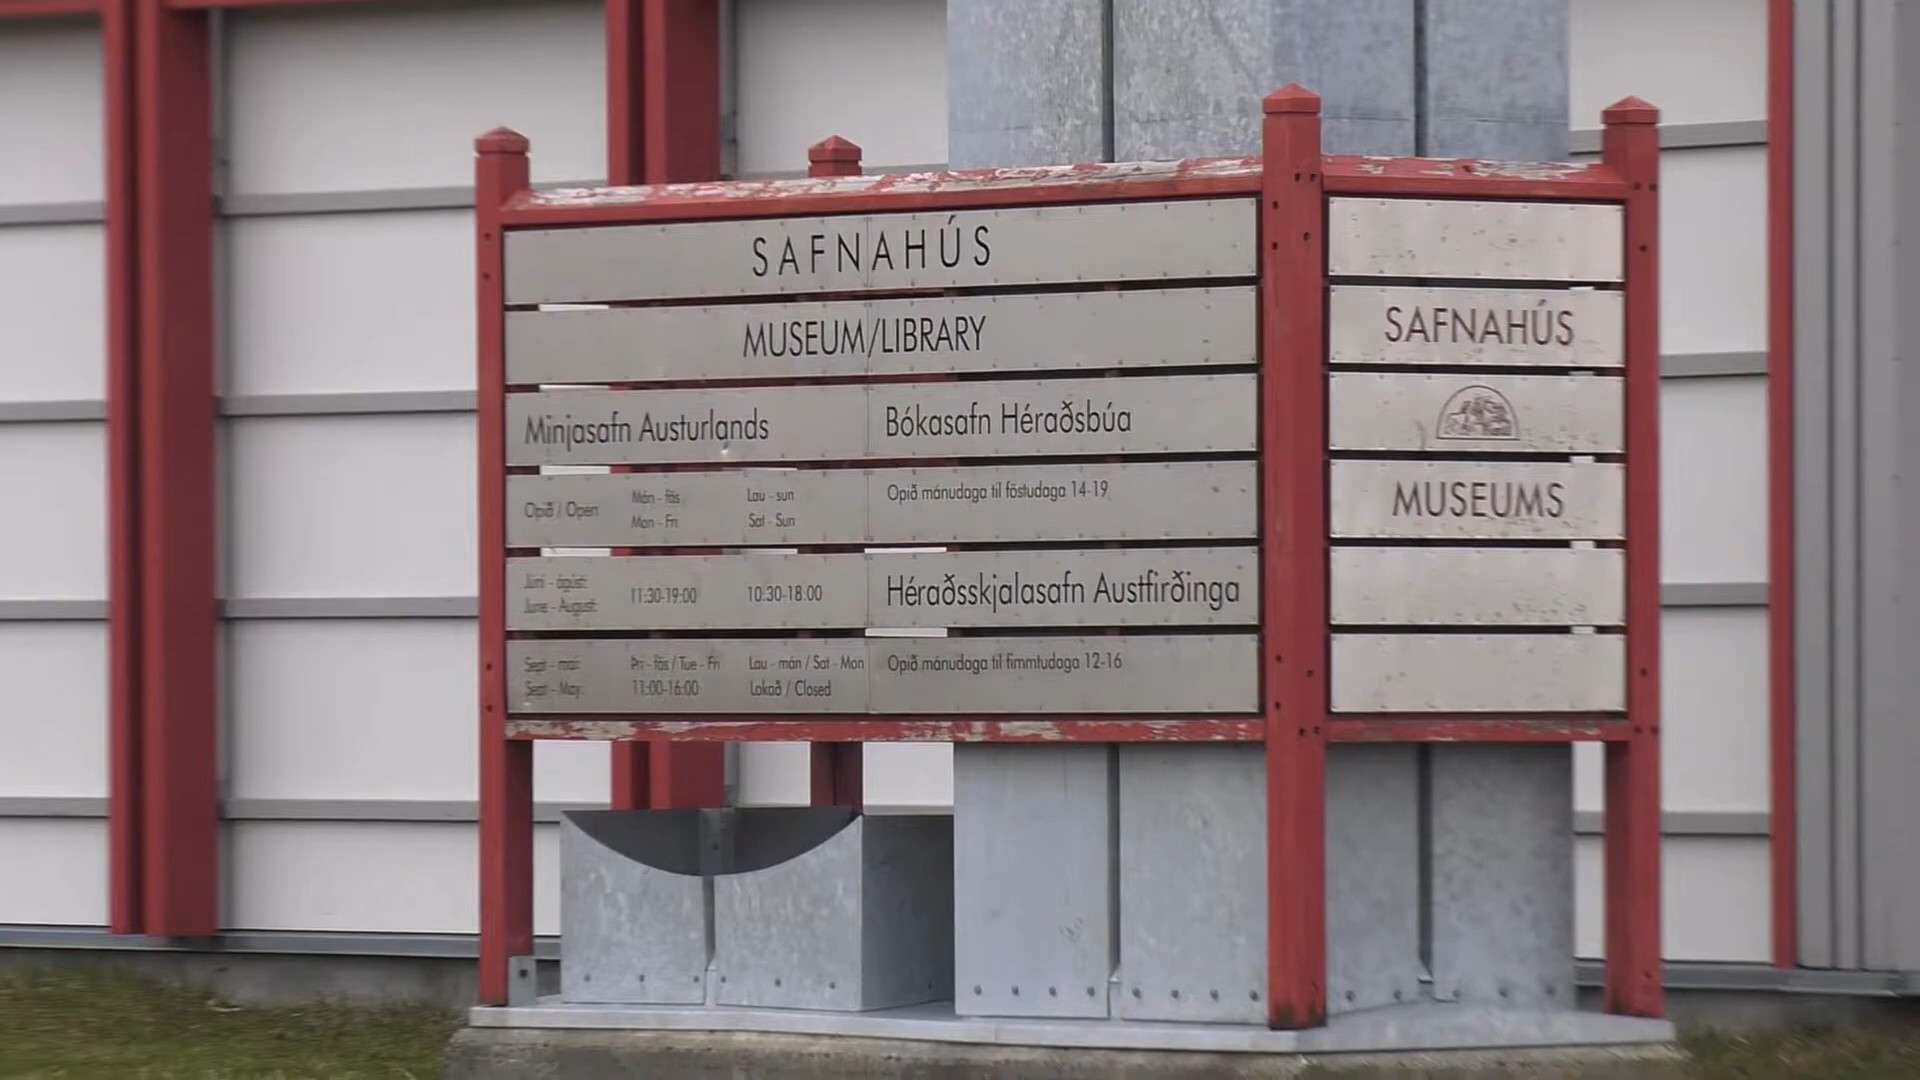 SAFNAHÚS
MUSEUM/LIBRARY
Minjasafn Austurlands
Opið / Open
Mán - fös
Mon - Fri
Lau - sun
Sat - Sun
Júní - ágúst:
June - August:
11:30-19:00
10:30-18:00
Sept - maí:
Sept - May:
Þri - fös / Tue - Fri
11:00-16:00
Lau - mán / Sat - Mon
Lokað / Closed
Bókasafn Héraðsbúa
Opið mánudaga til föstudaga 14-19
Héraðsskjalasafn Austfirðinga
Opið mánudaga til fimmtudaga 12-16
SAFNAHÚS
MUSEUMS